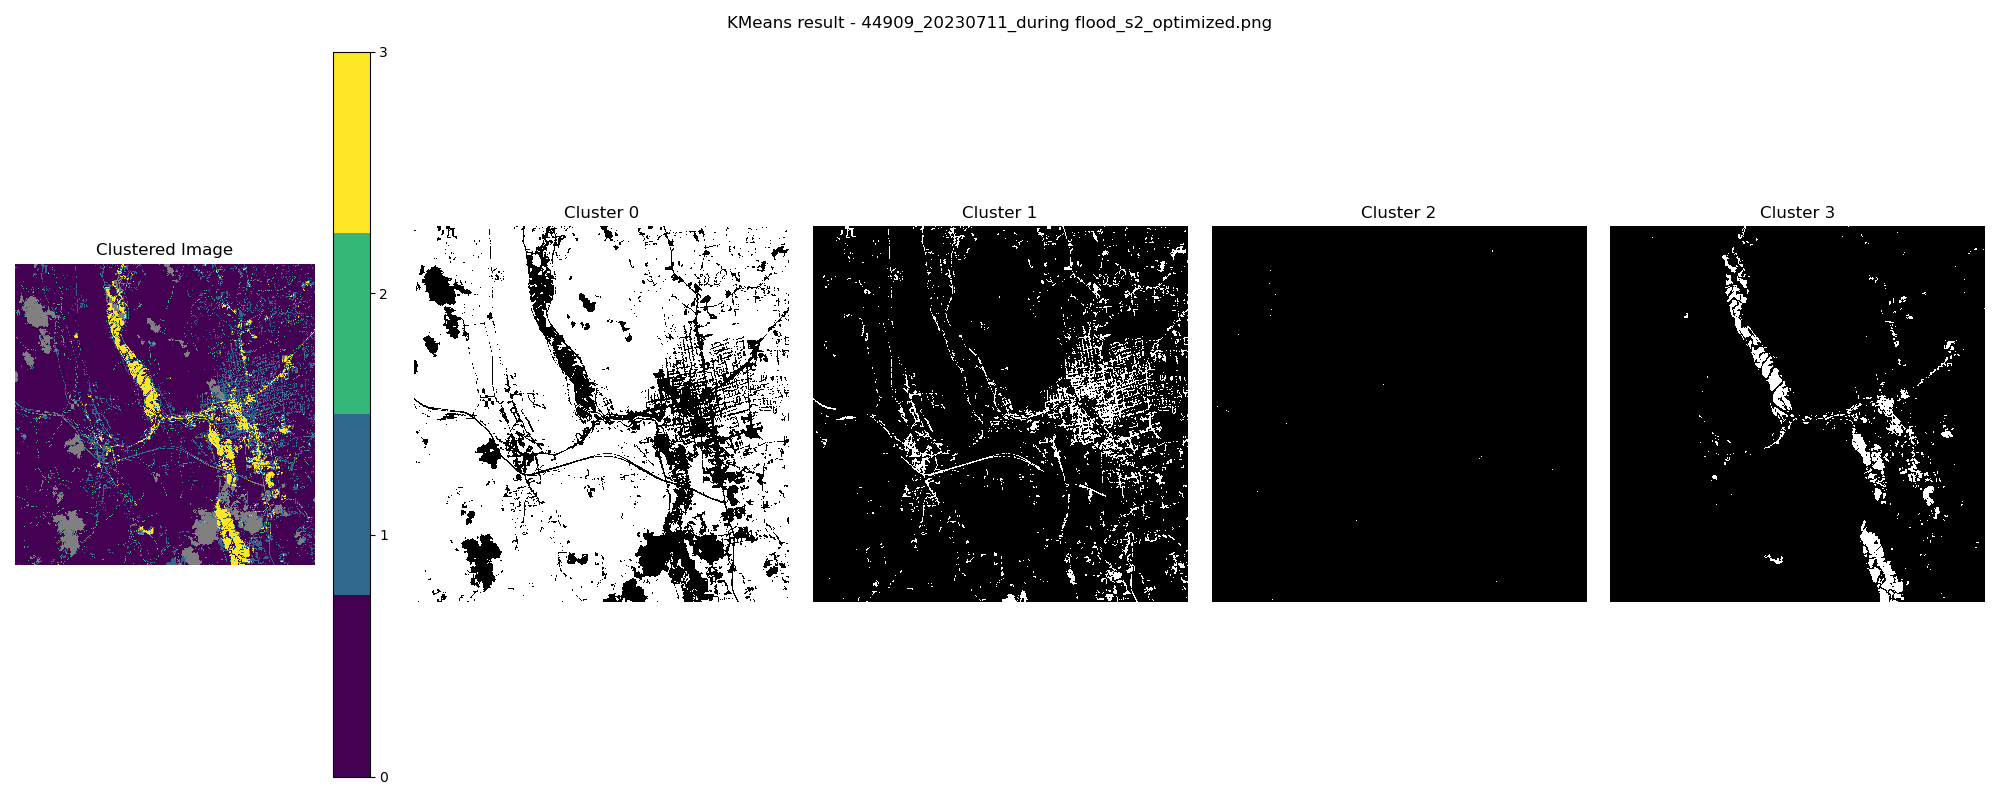 KMeans result - 44909_20230711_during flood_s2_optimized.png
Clustered Image
3
2
1
0
Cluster 0
Cluster 1
Cluster 2
Cluster 3